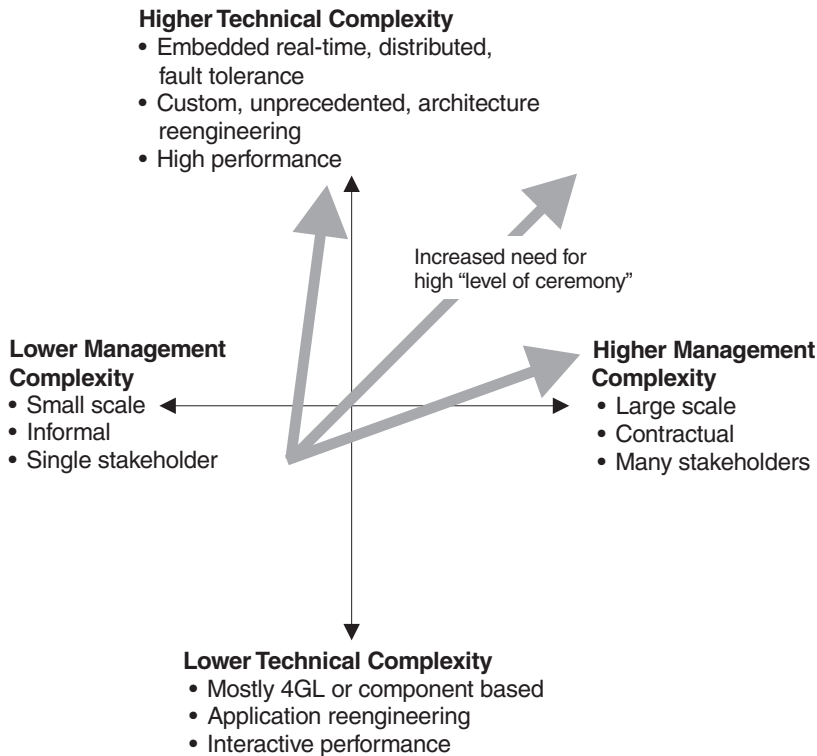 Higher Technical Complexity
• Embedded real-time, distributed,
fault tolerance
• Custom, unprecedented, architecture
reengineering
• High performance
Increased need for
high “level of ceremony”
Lower Management
Complexity
• Small scale
• Informal
• Single stakeholder
Higher Management
Complexity
• Large scale
• Contractual
• Many stakeholders
Lower Technical Complexity
• Mostly 4GL or component based
• Application reengineering
• Interactive performance